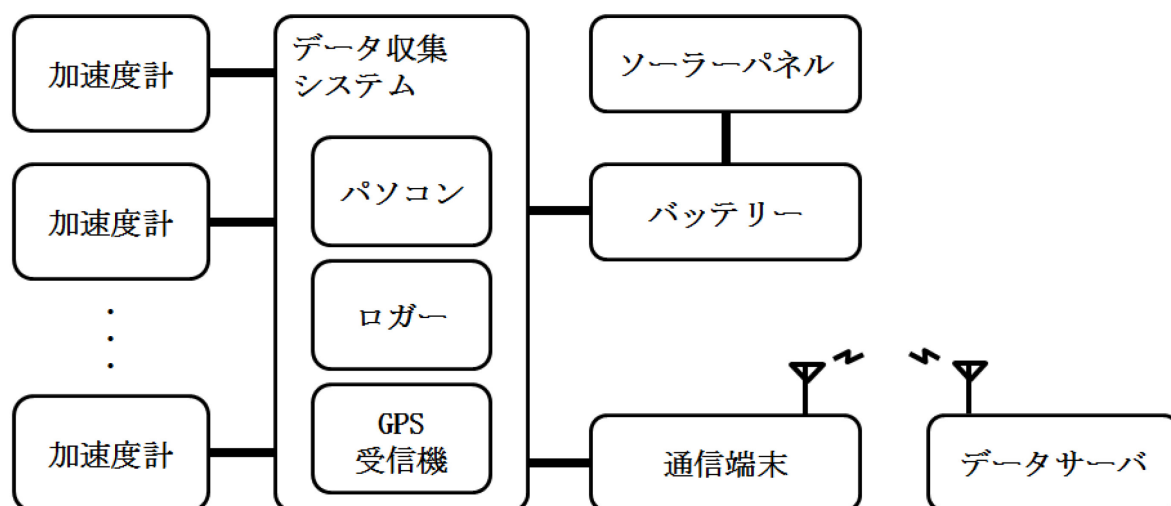 加速度計
加速度計
・
・
・
加速度計
データ収集
システム
パソコン
ロガー
GPS
受信機
ソーラーパネル
バッテリー
通信端末
データサーバ